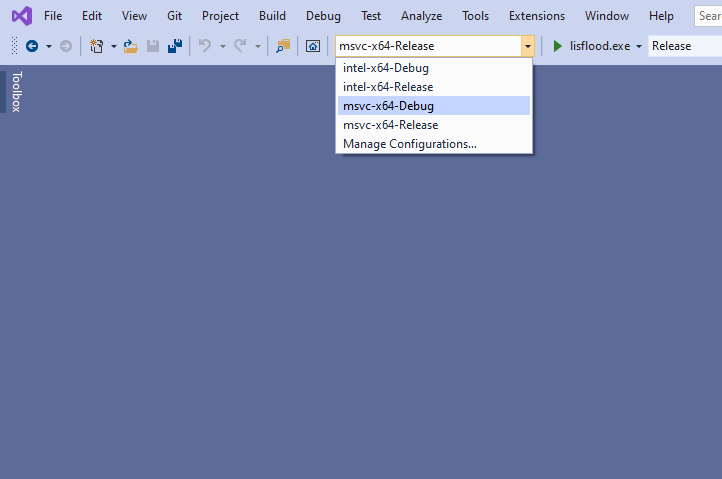 File Edit View Git Project Build Debug Test Analyze Tools Extensions Window Help Sear
msvc-x64-Release lisflood.exe Release
intel-x64-Debug
intel-x64-Release
msvc-x64-Debug
msvc-x64-Release
Manage Configurations...
Toolbox